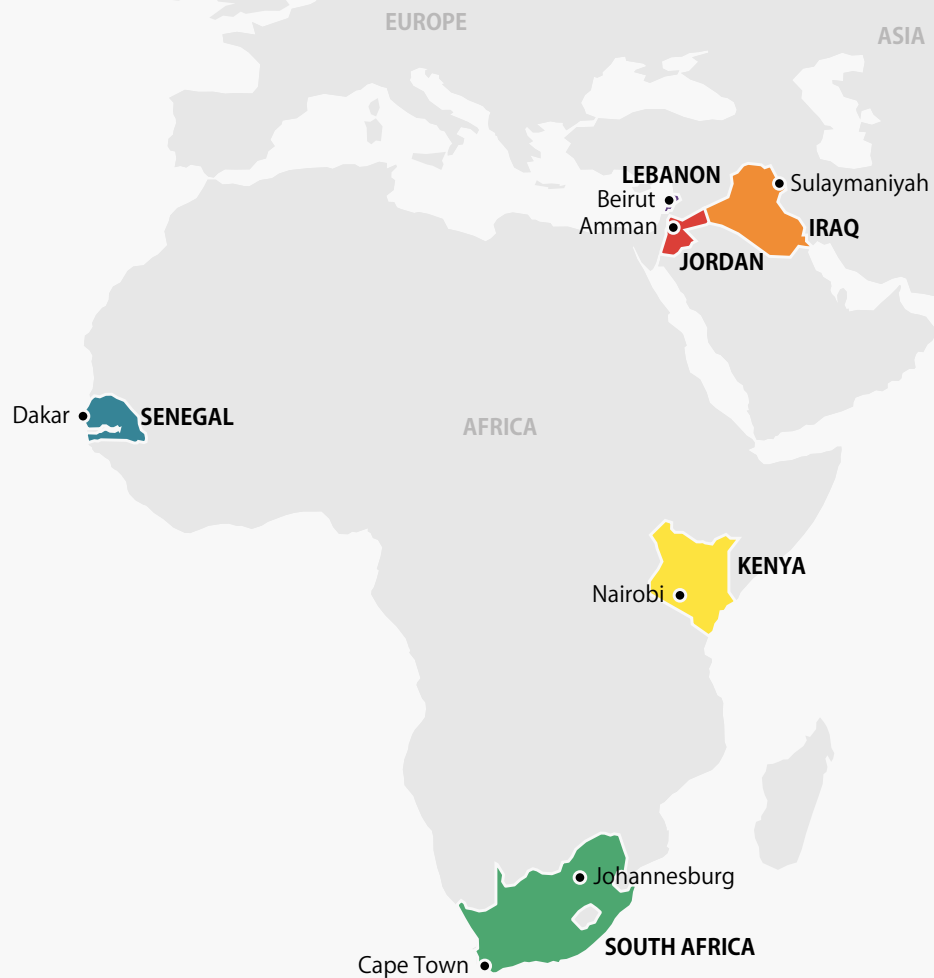 EUROPE
ASIA
LEBANON
Sulaymaniyah
Beirut
Amman
IRAQ
JORDAN
Dakar
SENEGAL
AFRICA
KENYA
Nairobi
Johannesburg
SOUTH AFRICA
Cape Town